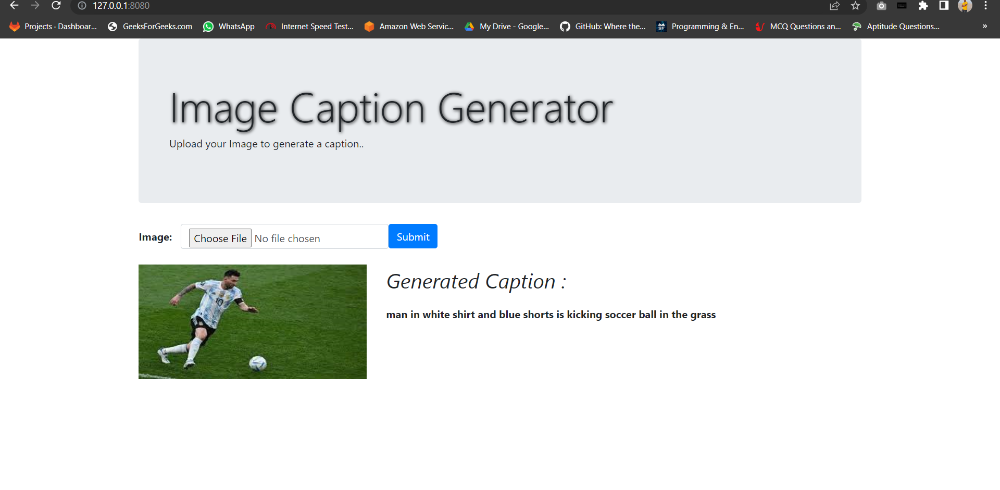 127.0.0.1:8080
Projects · Dashboar... GeeksForGeeks.com WhatsApp Internet Speed Test... Amazon Web Servic... My Drive - Google... GitHub: Where the... Programming & En... MCQ Questions an... Aptitude Questions... »
Image Caption Generator
Upload your Image to generate a caption..
Image: Choose File No file chosen Submit
Generated Caption :
10
man in white shirt and blue shorts is kicking soccer ball in the grass